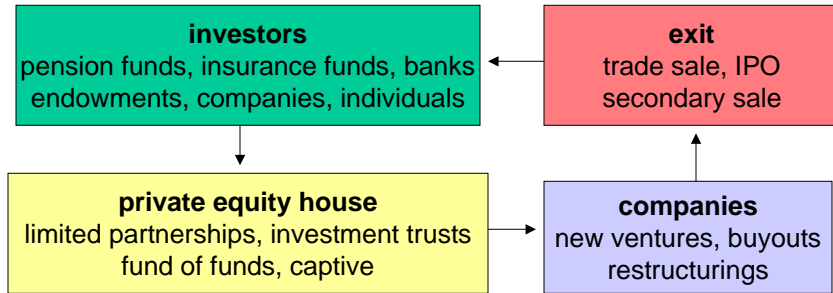 investors
pension funds, insurance funds, banks
endowments, companies, individuals
exit
trade sale, IPO
secondary sale
private equity house
limited partnerships, investment trusts
fund of funds, captive
companies
new ventures, buyouts
restructurings